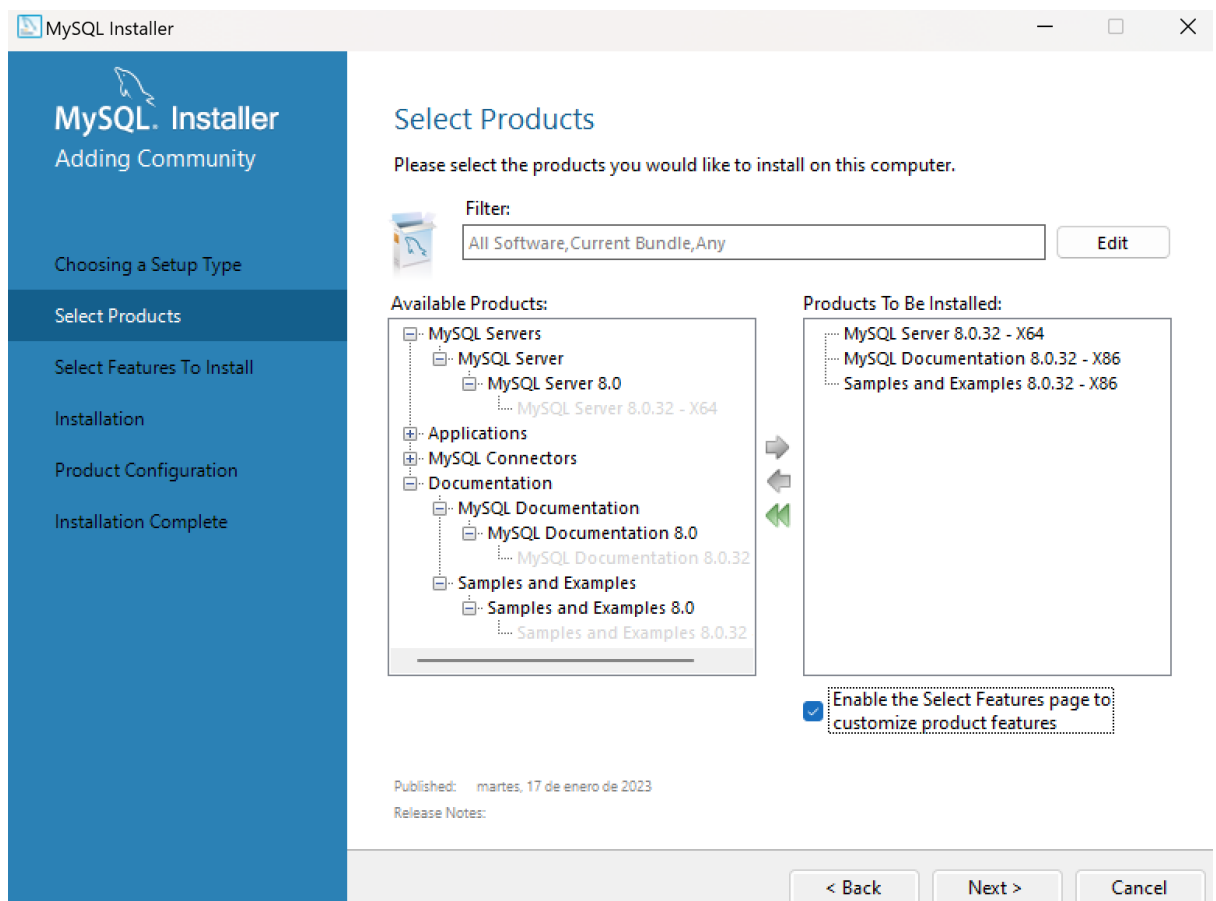 MySQL Installer
MySQL. Installer
Adding Community
Choosing a Setup Type
Select Products
Select Features To Install
Installation
Product Configuration
Installation Complete
Select Products
Please select the products you would like to install on this computer.
Filter:
All Software,Current Bundle,Any
Edit
Available Products:
MySQL Servers
MySQL Server
MySQL Server 8.0
MySQL Server 8.0.32 - X64
Applications
MySQL Connectors
Documentation
MySQL Documentation
MySQL Documentation 8.0
MySQL Documentation 8.0.32
Samples and Examples
Samples and Examples 8.0
Samples and Examples 8.0.32
Products To Be Installed:
MySQL Server 8.0.32 - X64
MySQL Documentation 8.0.32 - X86
Samples and Examples 8.0.32 - X86
Enable the Select Features page to
customize product features
Published: martes, 17 de enero de 2023
Release Notes:
< Back
Next >
Cancel